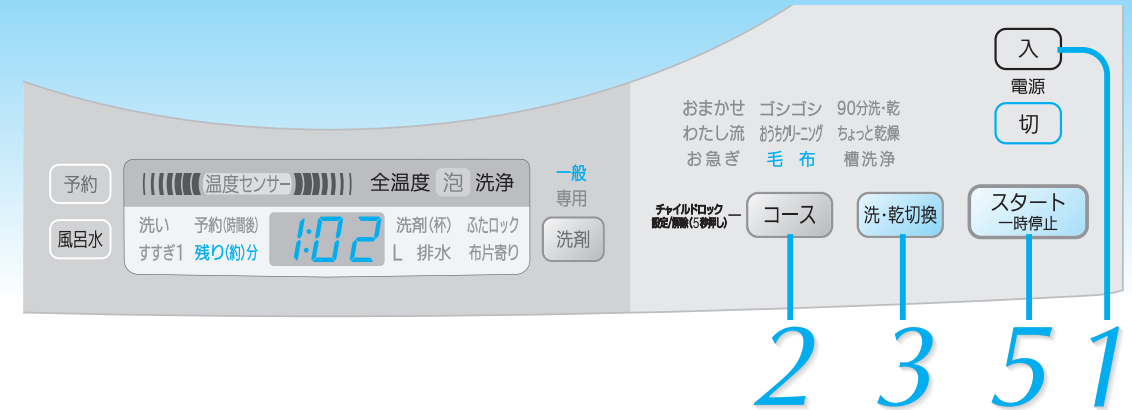 入
電源
切
おまかせ ゴシゴシ 90分洗・乾
わたし流 おうちクリーニング ちょっと乾燥
お急ぎ 毛布 槽洗浄
予約
風呂水
温度センサー 全温度 泡 洗浄
洗い 予約(時間後) 洗剤(杯) ふたロック
すすぎ1 残り(約)分 1:02 L 排水 布片寄り
一般
専用
洗剤
チャイルドロック
設定/解除(5秒押し)
コース
洗・乾切換
スタート
一時停止
2 3 5 1